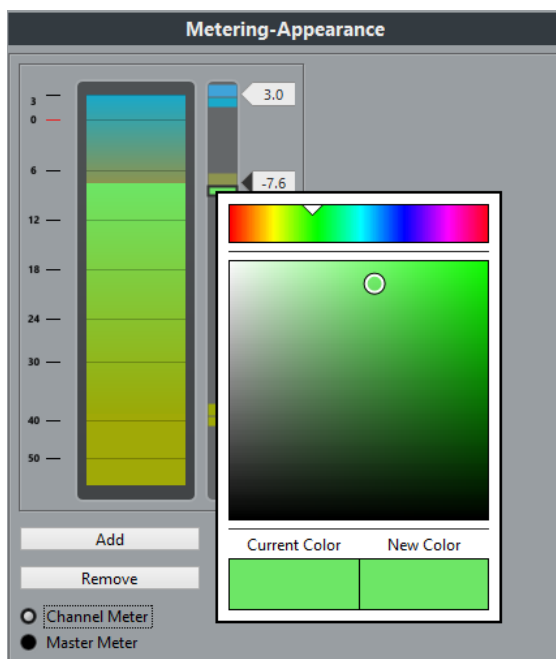 Metering-Appearance
3
3.0
0
6
-7.6
12
18
24
30
40
50
Current Color New Color
Add
Remove
Channel Meter
Master Meter